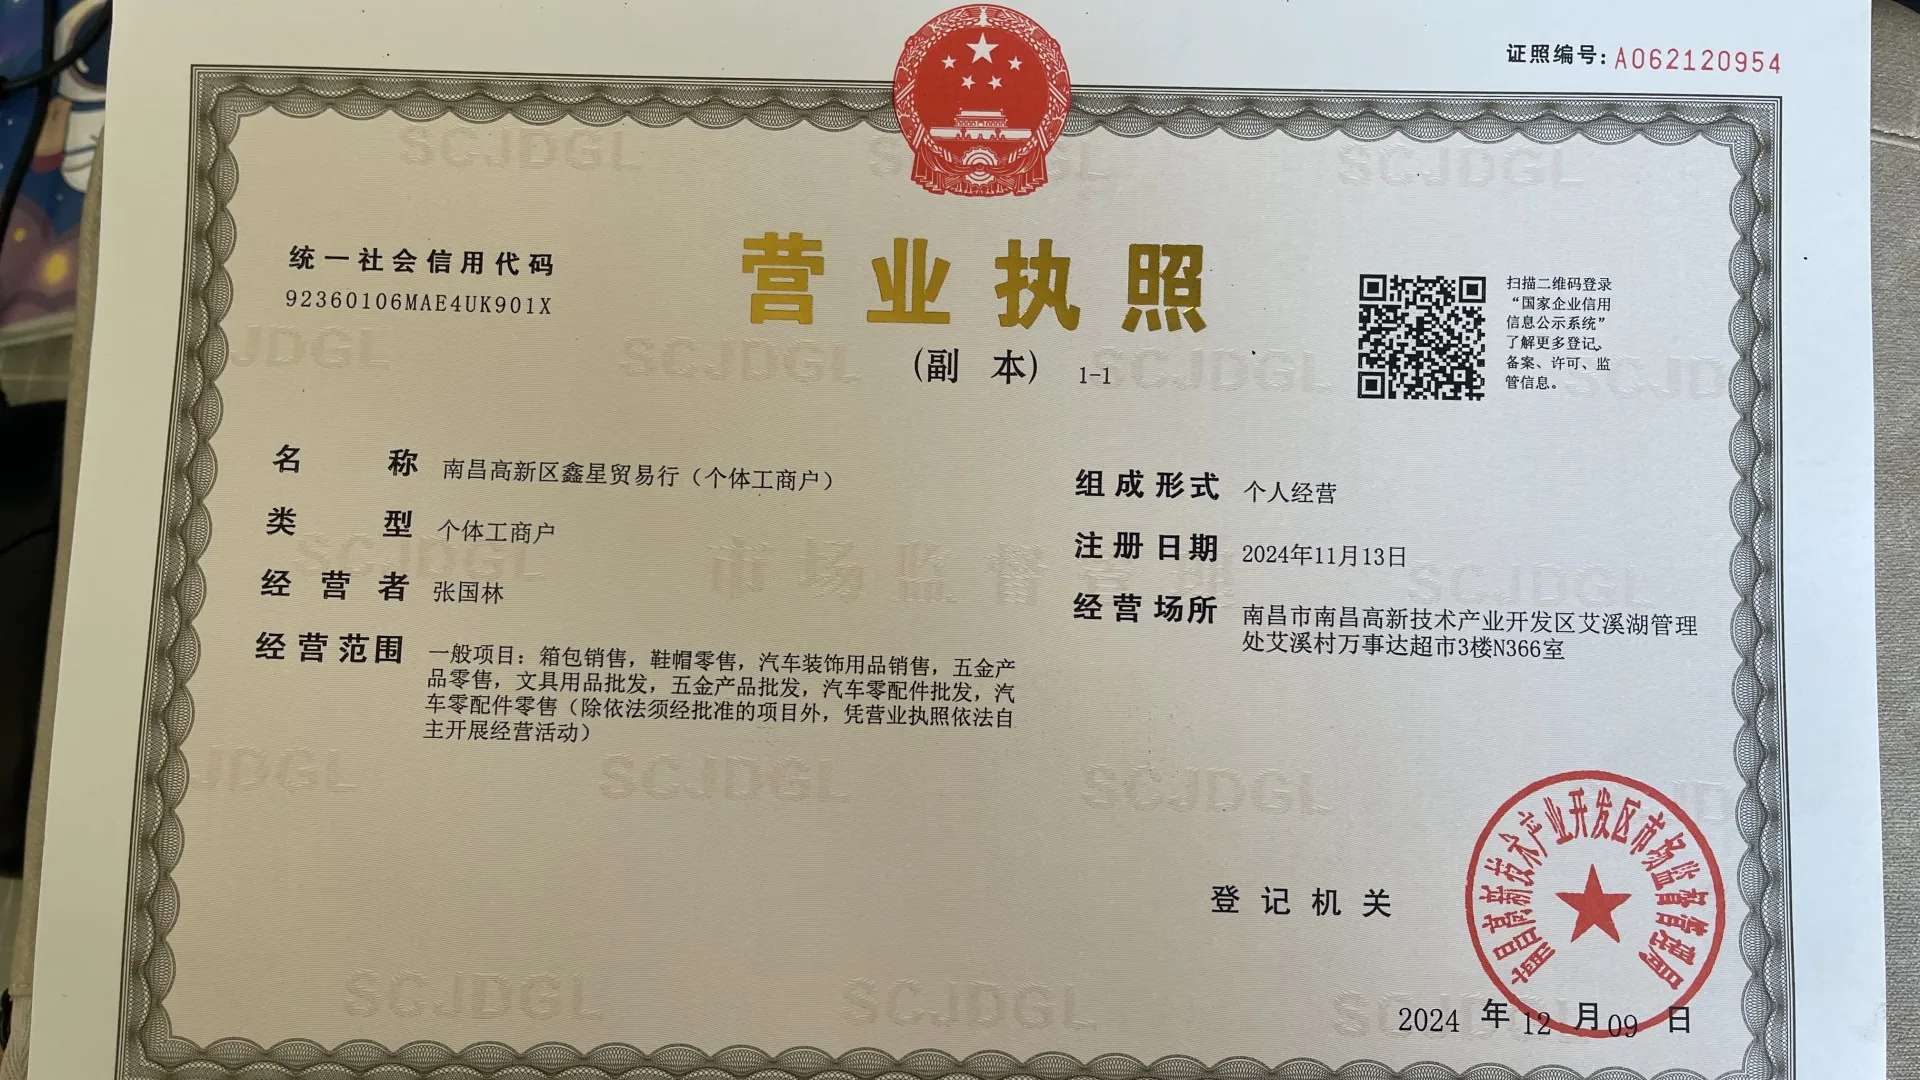 证照编号:A062120954
统一社会信用代码
92360106MAE4UK901X
营业执照
(副 本) 1-1
扫描二维码登录
“国家企业信用
信息公示系统”
了解更多登记、
备案、许可、监
管信息。
名 称 南昌高新区鑫星贸易行（个体工商户）
类 型 个体工商户
经营者 张国林
经营范围 一般项目：箱包销售，鞋帽零售，汽车装饰用品销售，五金产
品零售，文具用品批发，五金产品批发，汽车零配件批发，汽
车零配件零售（除依法须经批准的项目外，凭营业执照依法自
主开展经营活动）
组成形式 个人经营
注册日期 2024年11月13日
经营场所 南昌市南昌高新技术产业开发区艾溪湖管理
处艾溪村万事达超市3楼N366室
登记机关
南昌高新技术产业开发区市场监督管理局
2024 年 12 月 09 日
SCJDGL
市场监督管理